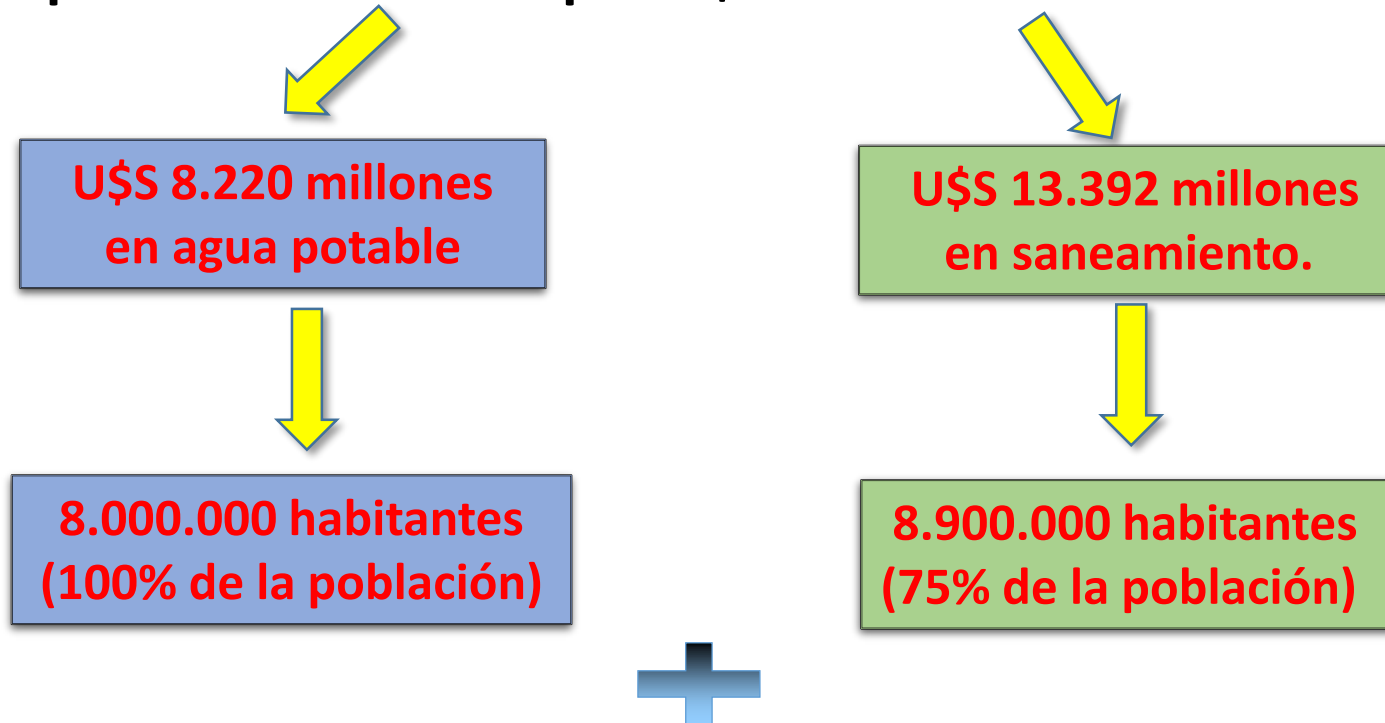 U$S 8.220 millones
en agua potable
U$S 13.392 millones
en saneamiento.
8.000.000 habitantes
(100% de la población)
8.900.000 habitantes
(75% de la población)